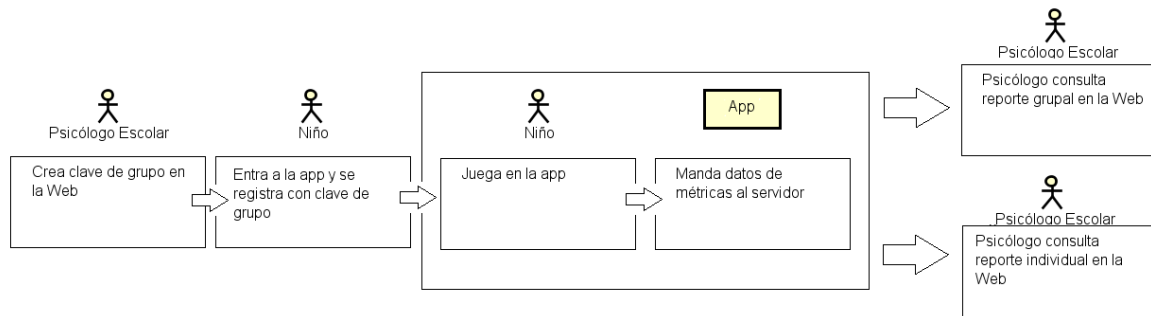 Psicólogo Escolar
Crea clave de grupo en
la Web
Niño
Entra a la app y se
registra con clave de
grupo
Niño
Juega en la app
App
Manda datos de
métricas al servidor
Psicólogo Escolar
Psicólogo consulta
reporte grupal en la Web
Psicólogo Escolar
Psicólogo consulta
reporte individual en la
Web